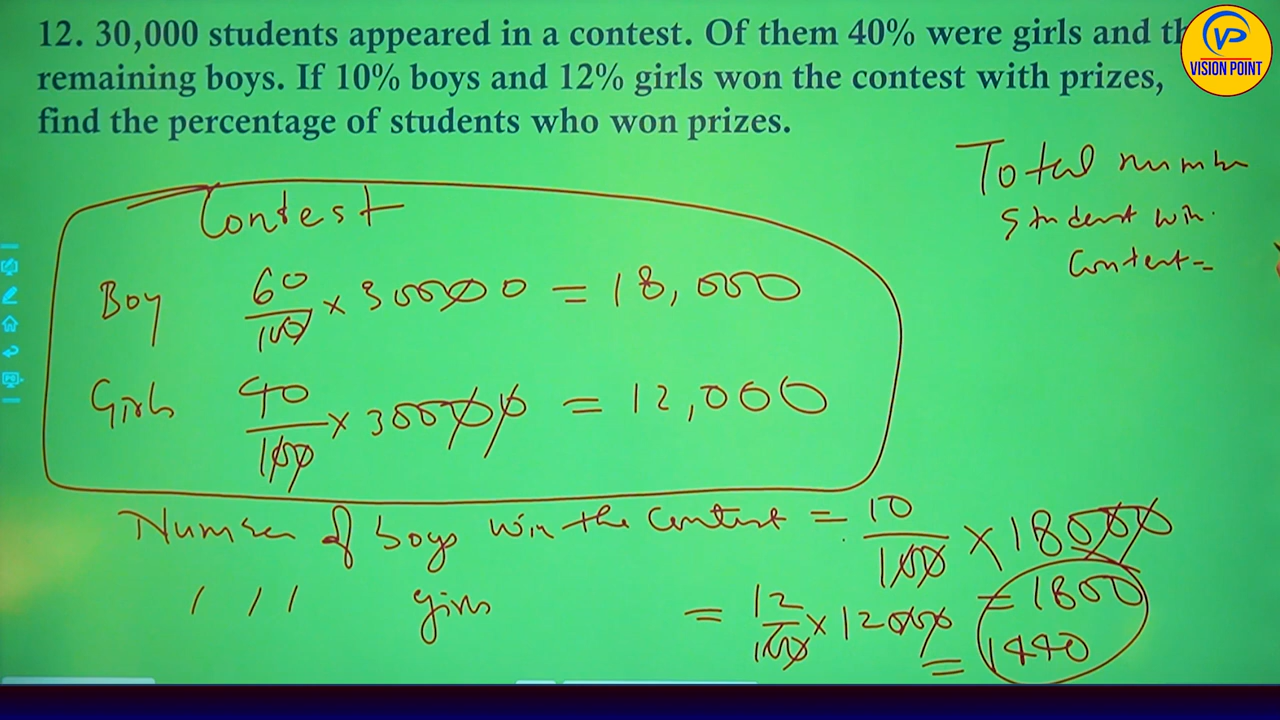 12. 30,000 students appeared in a contest. Of them 40% were girls and th
remaining boys. If 10% boys and 12% girls won the contest with prizes,
find the percentage of students who won prizes.
VP
VISION POINT
Total number
student win
Contest =
Contest
Boy 60/100 × 30000 = 18,000
Girls 40/100 × 30000 = 12,000
Number of boys win the contest = 10/100 × 18000
= 1800
/ / / girls = 12/100 × 12000
= 1440